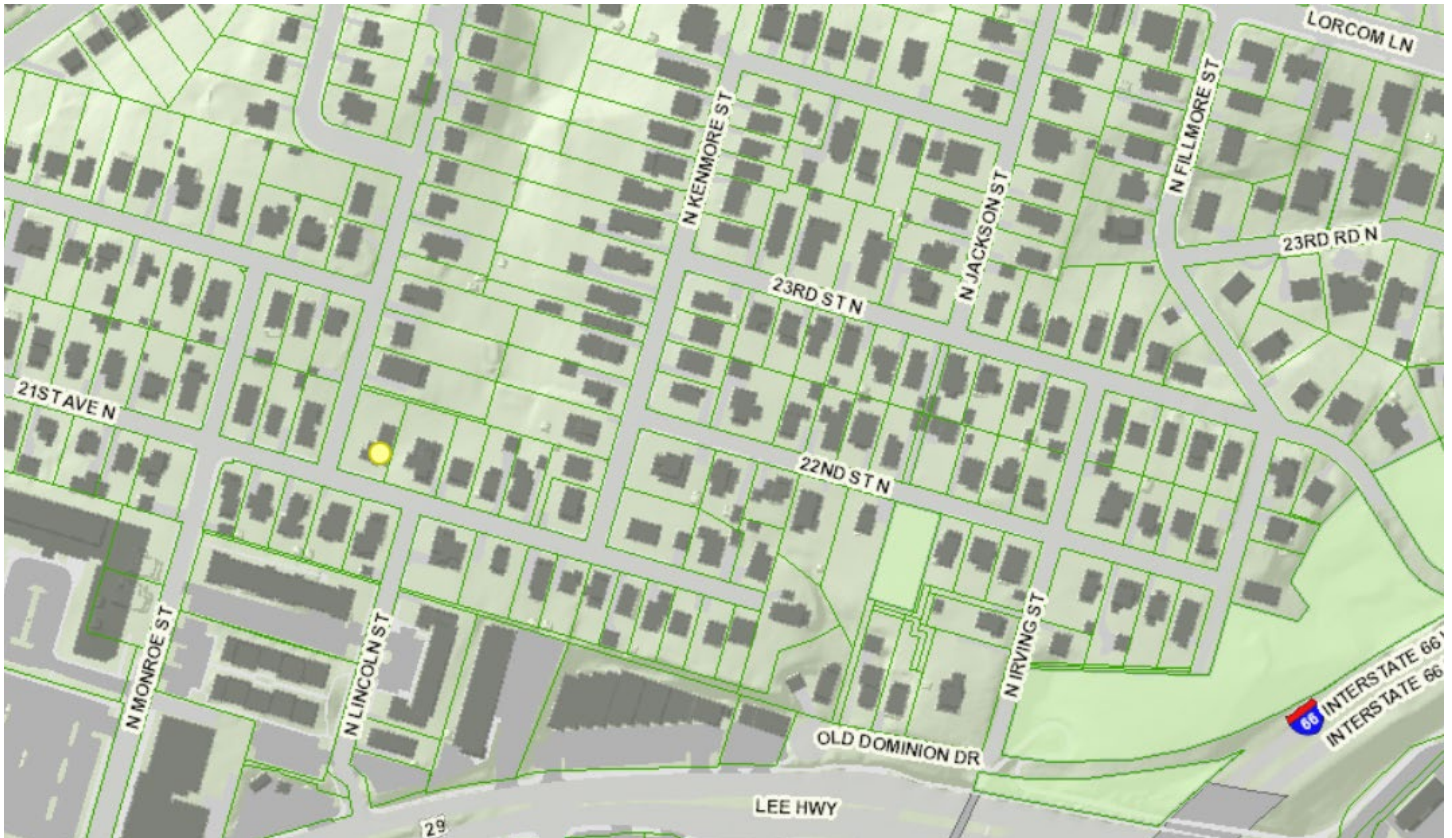 LORCOM LN
N KENMORE ST
N FILLMORE ST
N JACKSON ST
23RD RD N
23RD ST N
21ST AVE N
22ND ST N
N MONROE ST
N LINCOLN ST
N IRVING ST
INTERSTATE 66
66
INTERSTATE 66
OLD DOMINION DR
LEE HWY
29